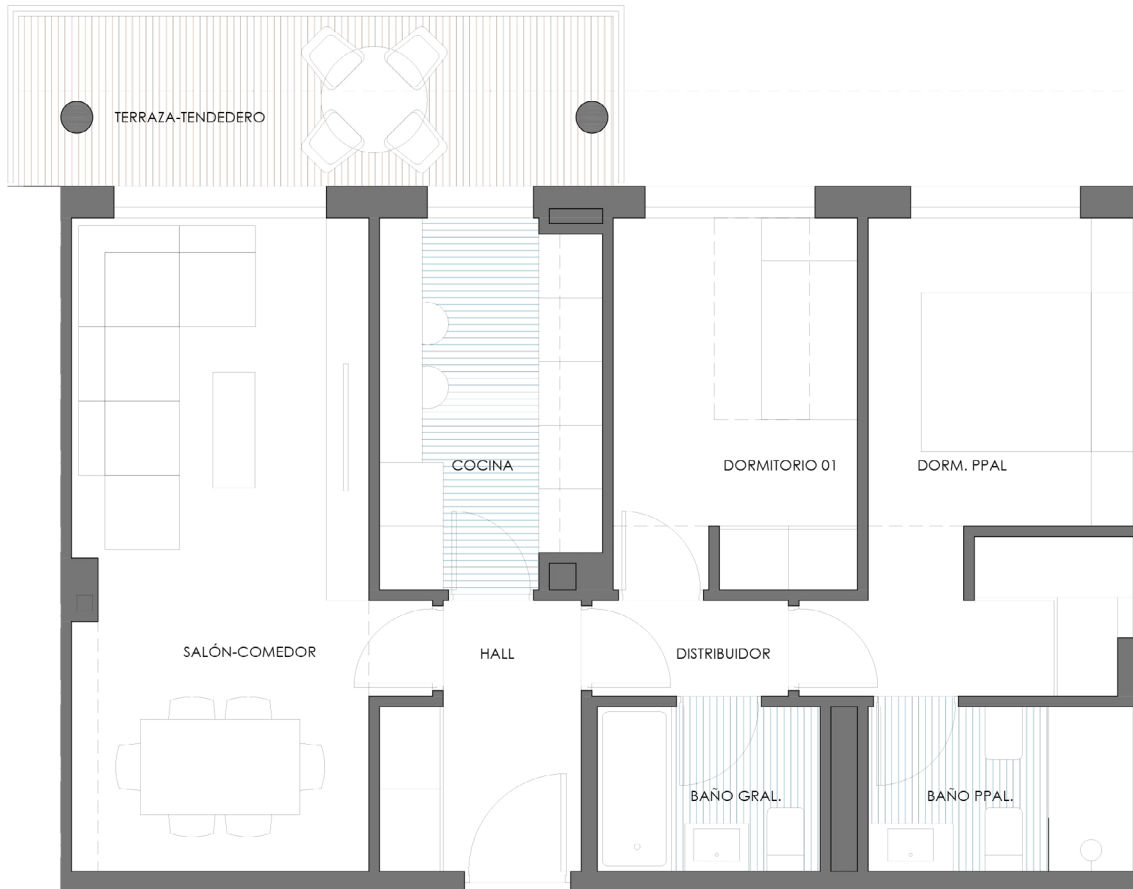 TERRAZA-TENDEDERO
COCINA
DORMITORIO 01
DORM. PPAL
SALÓN-COMEDOR
HALL
DISTRIBUIDOR
BAÑO GRAL.
BAÑO PPAL.